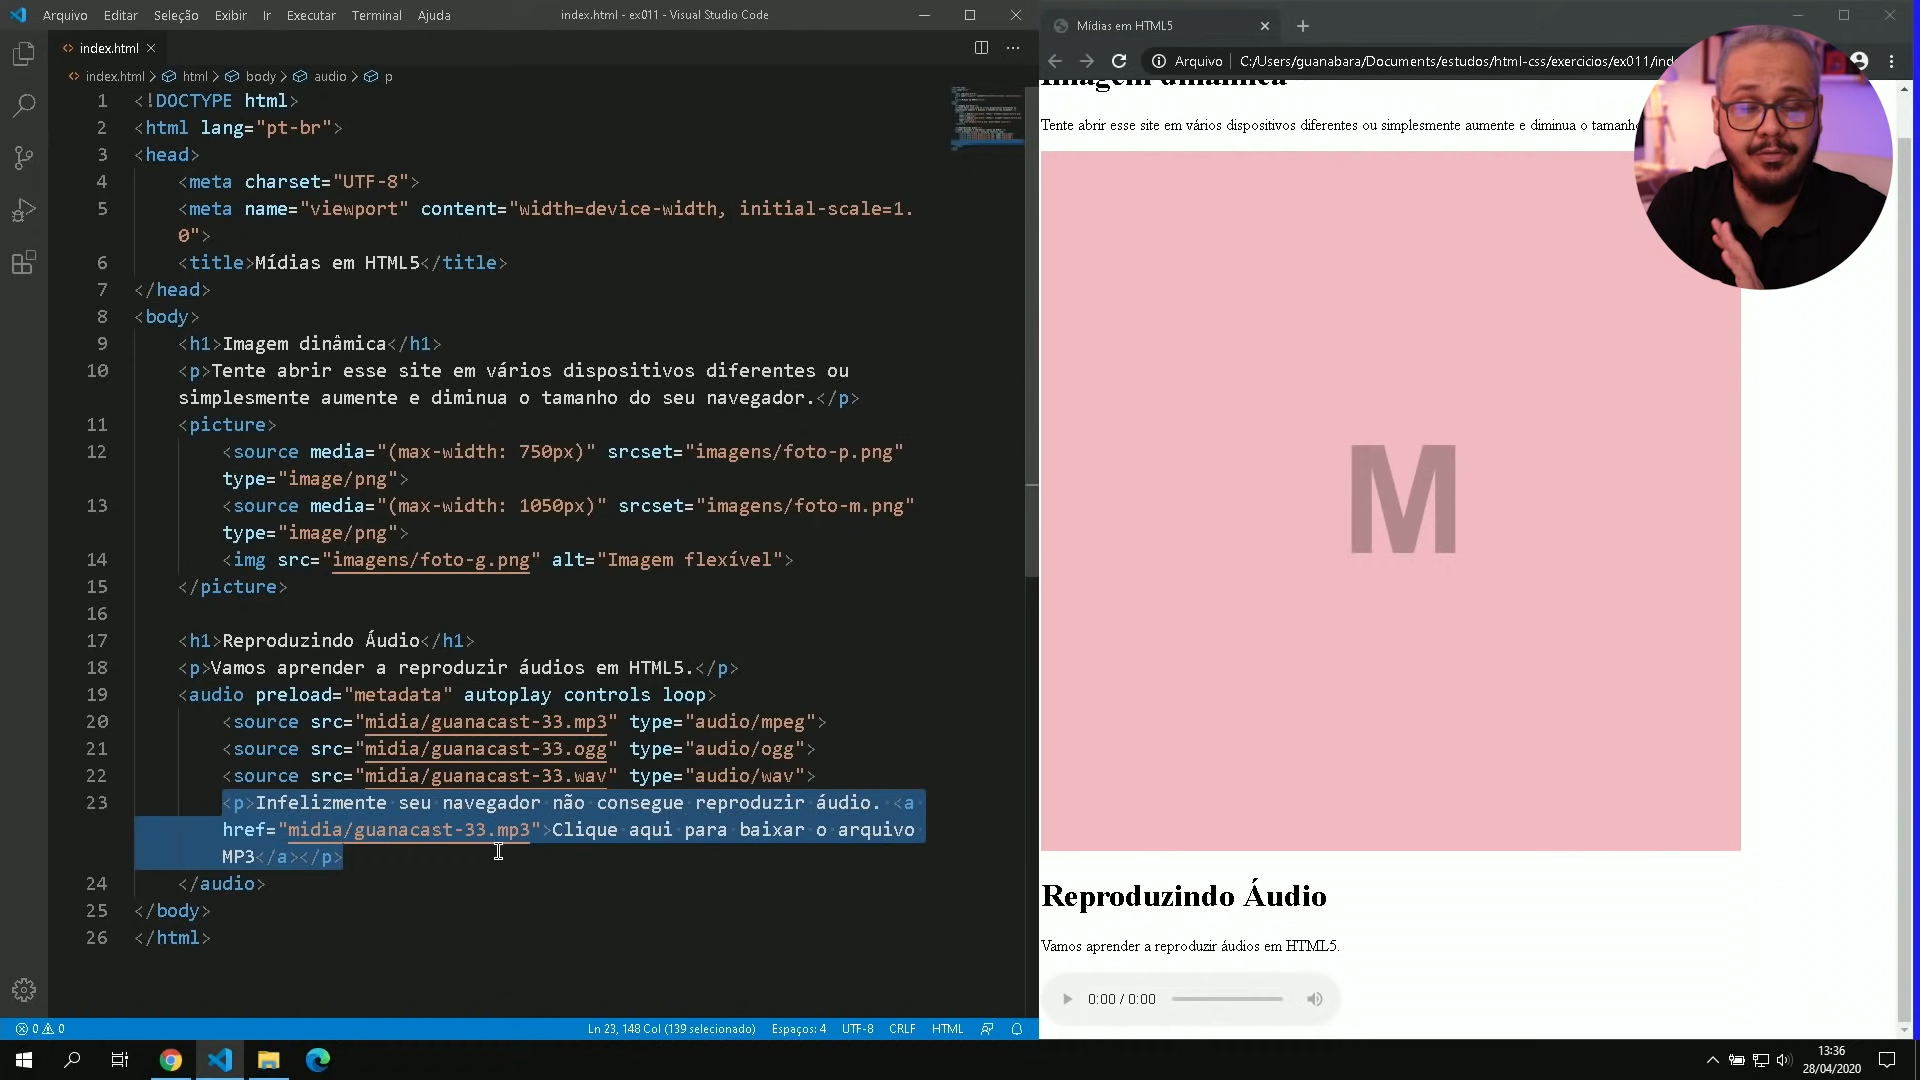 Arquivo Editar Seleção Exibir Ir Executar Terminal Ajuda index.html - ex011 - Visual Studio Code
index.html
index.html > html > body > audio > p
1 <!DOCTYPE html>
2 <html lang="pt-br">
3 <head>
4 <meta charset="UTF-8">
5 <meta name="viewport" content="width=device-width, initial-scale=1.
0">
6 <title>Mídias em HTML5</title>
7 </head>
8 <body>
9 <h1>Imagem dinâmica</h1>
10 <p>Tente abrir esse site em vários dispositivos diferentes ou
simplesmente aumente e diminua o tamanho do seu navegador.</p>
11 <picture>
12 <source media="(max-width: 750px)" srcset="imagens/foto-p.png"
type="image/png">
13 <source media="(max-width: 1050px)" srcset="imagens/foto-m.png"
type="image/png">
14 <img src="imagens/foto-g.png" alt="Imagem flexível">
15 </picture>
16
17 <h1>Reproduzindo Áudio</h1>
18 <p>Vamos aprender a reproduzir áudios em HTML5.</p>
19 <audio preload="metadata" autoplay controls loop>
20 <source src="midia/guanacast-33.mp3" type="audio/mpeg">
21 <source src="midia/guanacast-33.ogg" type="audio/ogg">
22 <source src="midia/guanacast-33.wav" type="audio/wav">
23 <p>Infelizmente seu navegador não consegue reproduzir áudio. <a
href="midia/guanacast-33.mp3">Clique aqui para baixar o arquivo
MP3</a></p>
24 </audio>
25 </body>
26 </html>
0 0 Ln 23, 148 Col (139 selecionado) Espaços: 4 UTF-8 CRLF HTML
Mídias em HTML5
Arquivo C:/Users/guanabara/Documents/estudos/html-css/exercicios/ex011/ind
Imagem dinâmica
Tente abrir esse site em vários dispositivos diferentes ou simplesmente aumente e diminua o tamanho
M
Reproduzindo Áudio
Vamos aprender a reproduzir áudios em HTML5.
0:00 / 0:00
13:36
28/04/2020